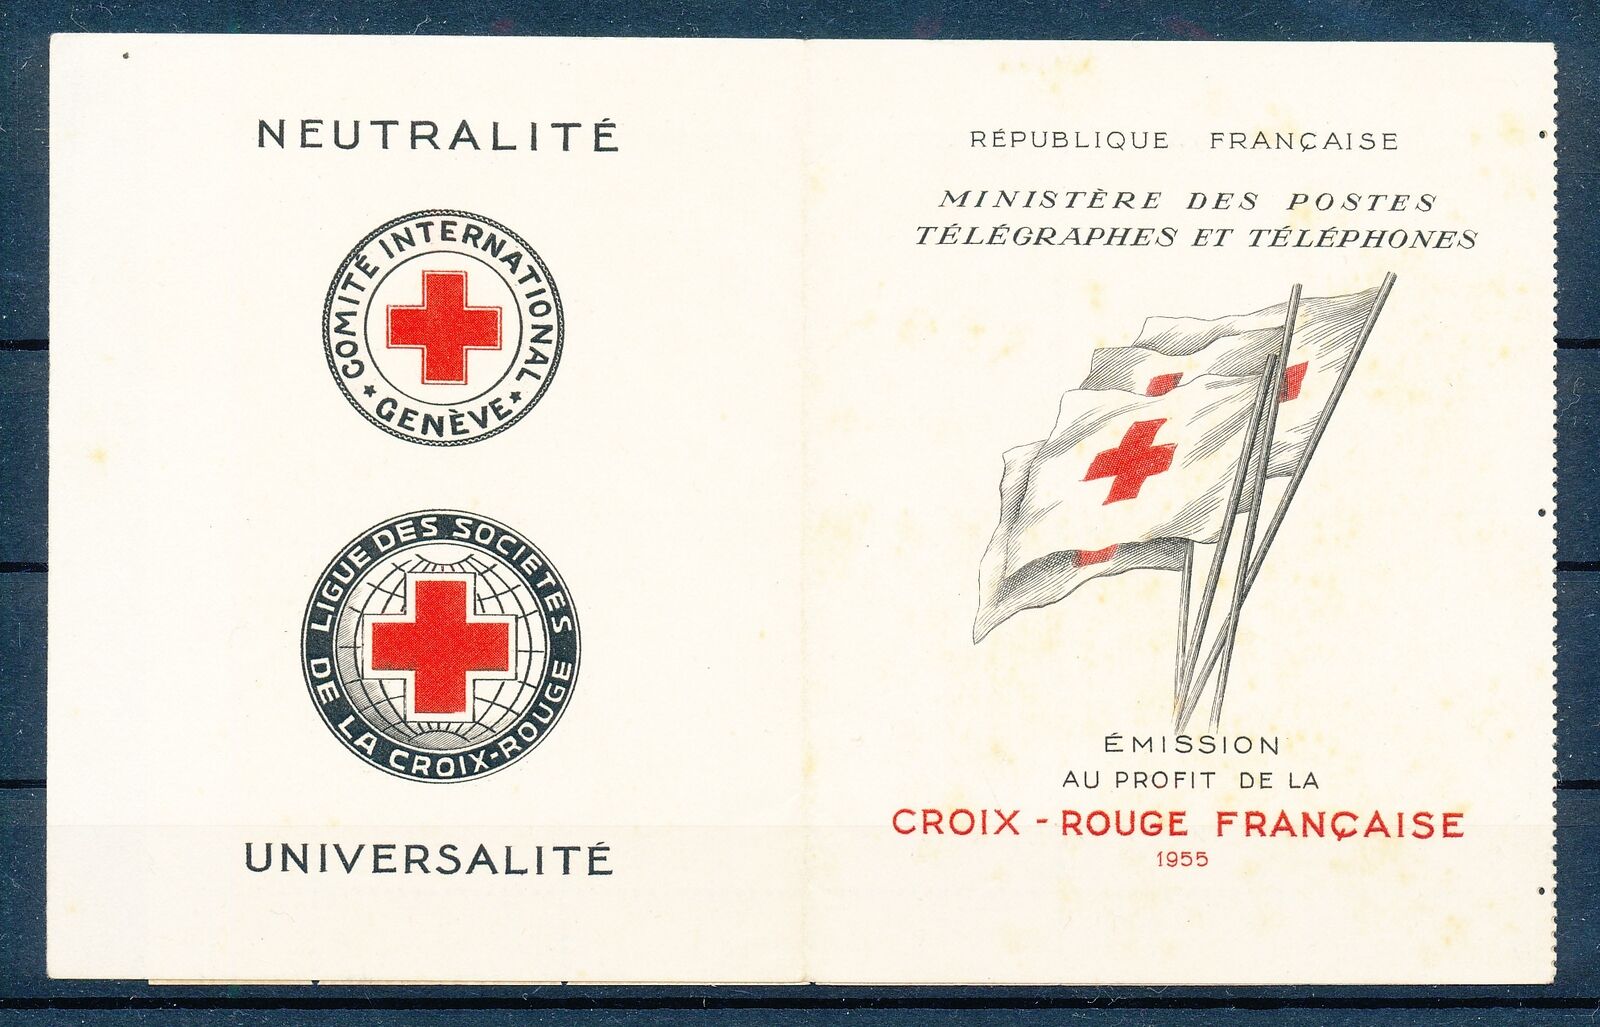 NEUTRALITÉ
COMITÉ INTERNATIONAL
GENÈVE
LIGUE DES SOCIETES
DE LA CROIX-ROUGE
UNIVERSALITÉ
RÉPUBLIQUE FRANÇAISE
MINISTÈRE DES POSTES
TÉLÉGRAPHES ET TÉLÉPHONES
ÉMISSION
AU PROFIT DE LA
CROIX - ROUGE FRANÇAISE
1955